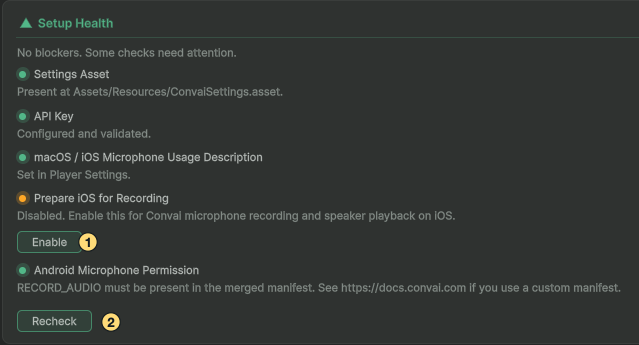 Setup Health
No blockers. Some checks need attention.
Settings Asset
Present at Assets/Resources/ConvaiSettings.asset.
API Key
Configured and validated.
macOS / iOS Microphone Usage Description
Set in Player Settings.
Prepare iOS for Recording
Disabled. Enable this for Convai microphone recording and speaker playback on iOS.
Enable 1
Android Microphone Permission
RECORD_AUDIO must be present in the merged manifest. See https://docs.convai.com if you use a custom manifest.
Recheck 2